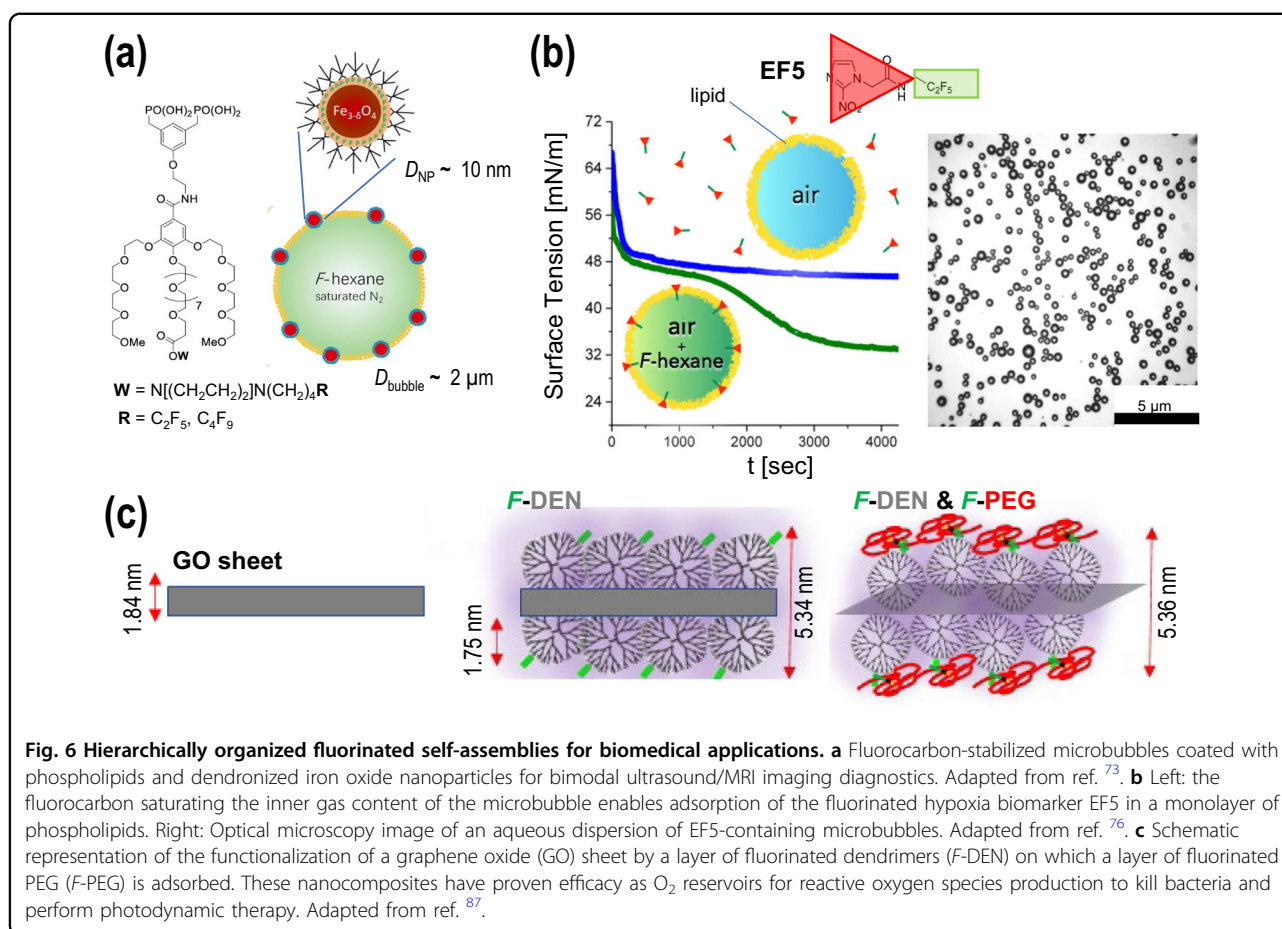 (a)
PO(OH)₂PO(OH)₂
O
O
NH
O
O
O
O
O
O
O
O
7
O
O
O
OMe
MeO
O
OW
W = N[(CH₂CH₂)₂]N(CH₂)₄R
R = C₂F₅, C₄F₉
Fe₃₋δO₄
D_NP ~ 10 nm
F-hexane
saturated N₂
D_bubble ~ 2 µm
(b)
EF5
N
N
O
N
H
C₂F₅
NO₂
lipid
air
air
+
F-hexane
Surface Tension [mN/m]
72
64
56
48
40
32
24
0
1000
2000
3000
4000
t [sec]
5 µm
(c)
GO sheet
1.84 nm
F-DEN
1.75 nm
5.34 nm
F-DEN & F-PEG
5.36 nm
Fig. 6 Hierarchically organized fluorinated self-assemblies for biomedical applications. a Fluorocarbon-stabilized microbubbles coated with
phospholipids and dendronized iron oxide nanoparticles for bimodal ultrasound/MRI imaging diagnostics. Adapted from ref. 73. b Left: the
fluorocarbon saturating the inner gas content of the microbubble enables adsorption of the fluorinated hypoxia biomarker EF5 in a monolayer of
phospholipids. Right: Optical microscopy image of an aqueous dispersion of EF5-containing microbubbles. Adapted from ref. 76. c Schematic
representation of the functionalization of a graphene oxide (GO) sheet by a layer of fluorinated dendrimers (F-DEN) on which a layer of fluorinated
PEG (F-PEG) is adsorbed. These nanocomposites have proven efficacy as O₂ reservoirs for reactive oxygen species production to kill bacteria and
perform photodynamic therapy. Adapted from ref. 87.